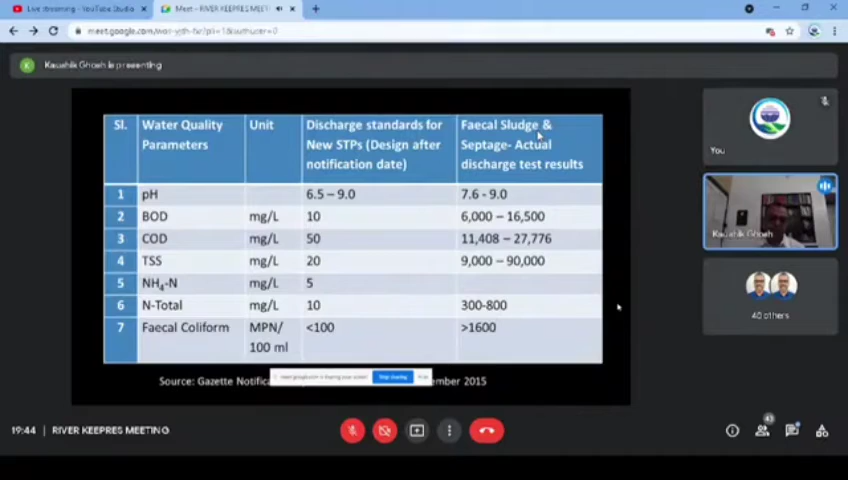 Live streaming - YouTube Studio
Meet - RIVER KEEPRES MEETI
Kaushik Ghosh is presenting
Sl. Water Quality Parameters Unit Discharge standards for New STPs (Design after notification date) Faecal Sludge & Septage- Actual discharge test results
1 pH 6.5 – 9.0 7.6 - 9.0
2 BOD mg/L 10 6,000 – 16,500
3 COD mg/L 50 11,408 – 27,776
4 TSS mg/L 20 9,000 – 90,000
5 NH4-N mg/L 5
6 N-Total mg/L 10 300-800
7 Faecal Coliform MPN/ 100 ml <100 >1600
Source: Gazette Notific
ember 2015
Stop sharing
You
Kaushik Ghosh
40 others
19:44 RIVER KEEPRES MEETING
43